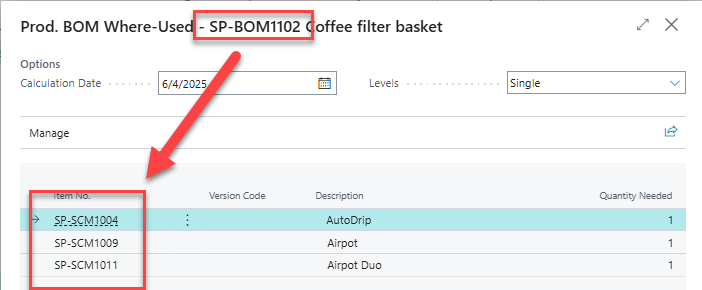 Prod. BOM Where-Used - SP-BOM1102 Coffee filter basket
Options
Calculation Date 6/4/2025 Levels Single
Manage
Item No. Version Code Description Quantity Needed
SP-SCM1004 AutoDrip 1
SP-SCM1009 Airpot 1
SP-SCM1011 Airpot Duo 1